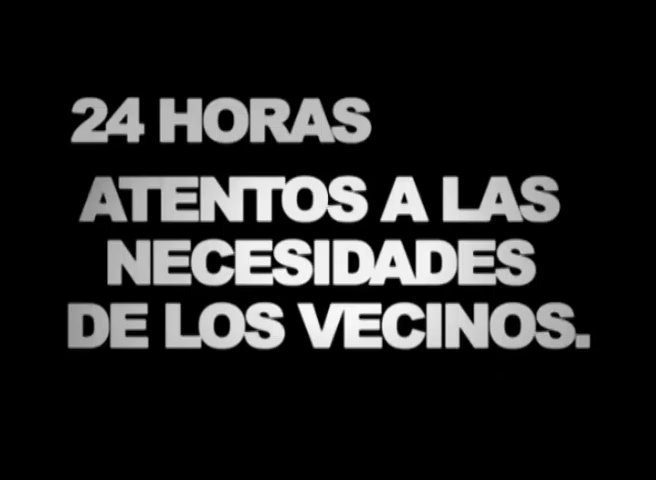 24 HORAS
ATENTOS A LAS
NECESIDADES
DE LOS VECINOS.